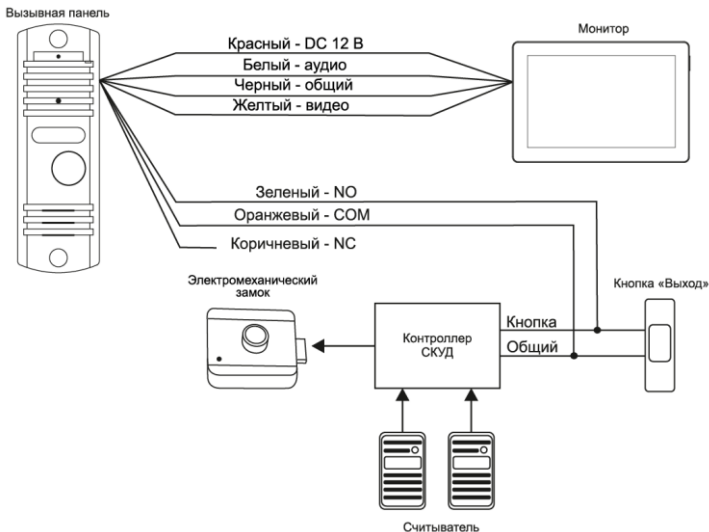 Вызывная панель
Монитор
Красный - DC 12 В
Белый - аудио
Черный - общий
Желтый - видео
Зеленый - NO
Оранжевый - COM
Коричневый - NC
Электромеханический
замок
Кнопка «Выход»
Контроллер
СКУД
Кнопка
Общий
Считыватель